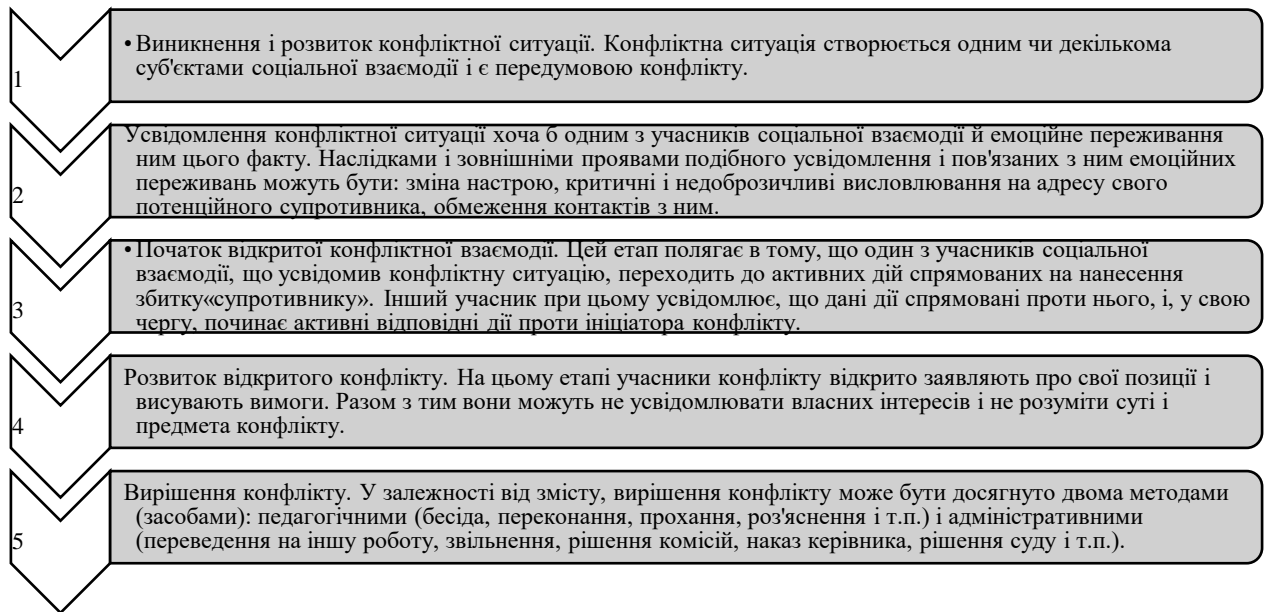 1
• Виникнення і розвиток конфліктної ситуації. Конфліктна ситуація створюється одним чи декількома
суб'єктами соціальної взаємодії і є передумовою конфлікту.
2
Усвідомлення конфліктної ситуації хоча б одним з учасників соціальної взаємодії й емоційне переживання
ним цього факту. Наслідками і зовнішніми проявами подібного усвідомлення і пов'язаних з ним емоційних
переживань можуть бути: зміна настрою, критичні і недоброзичливі висловлювання на адресу свого
потенційного супротивника, обмеження контактів з ним.
3
• Початок відкритої конфліктної взаємодії. Цей етап полягає в тому, що один з учасників соціальної
взаємодії, що усвідомив конфліктну ситуацію, переходить до активних дій спрямованих на нанесення
збитку«супротивнику». Інший учасник при цьому усвідомлює, що дані дії спрямовані проти нього, і, у свою
чергу, починає активні відповідні дії проти ініціатора конфлікту.
4
Розвиток відкритого конфлікту. На цьому етапі учасники конфлікту відкрито заявляють про свої позиції і
висувають вимоги. Разом з тим вони можуть не усвідомлювати власних інтересів і не розуміти суті і
предмета конфлікту.
5
Вирішення конфлікту. У залежності від змісту, вирішення конфлікту може бути досягнуто двома методами
(засобами): педагогічними (бесіда, переконання, прохання, роз'яснення і т.п.) і адміністративними
(переведення на іншу роботу, звільнення, рішення комісій, наказ керівника, рішення суду і т.п.).